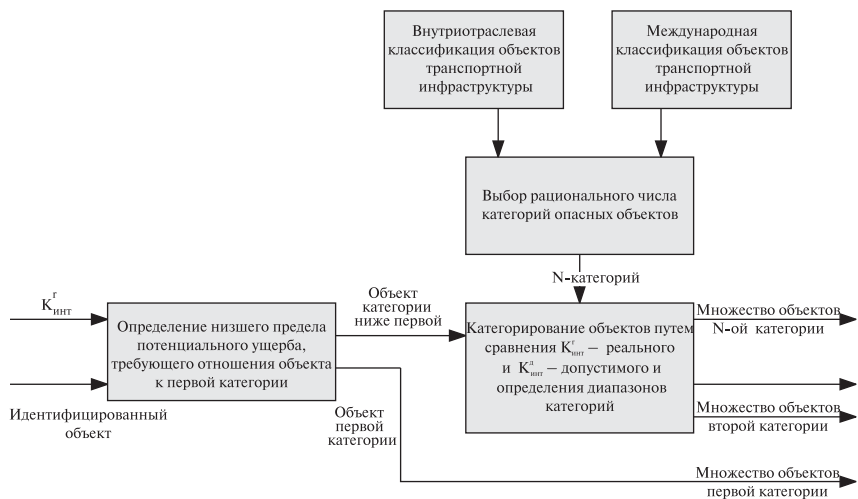 Внутриотраслевая
классификация объектов
транспортной
инфраструктуры
Международная
классификация объектов
транспортной
инфраструктуры
Выбор рационального числа
категорий опасных объектов
N-категорий
K^г_инт
Определение низшего предела
потенциального ущерба,
требующего отношения объекта
к первой категории
Идентифицированный
объект
Объект
категории
ниже первой
Объект
первой
категории
Категорирование объектов путем
сравнения K^г_инт – реального
и K^д_инт – допустимого и
определения диапазонов
категорий
Множество объектов
N-ой категории
Множество объектов
второй категории
Множество объектов
первой категории